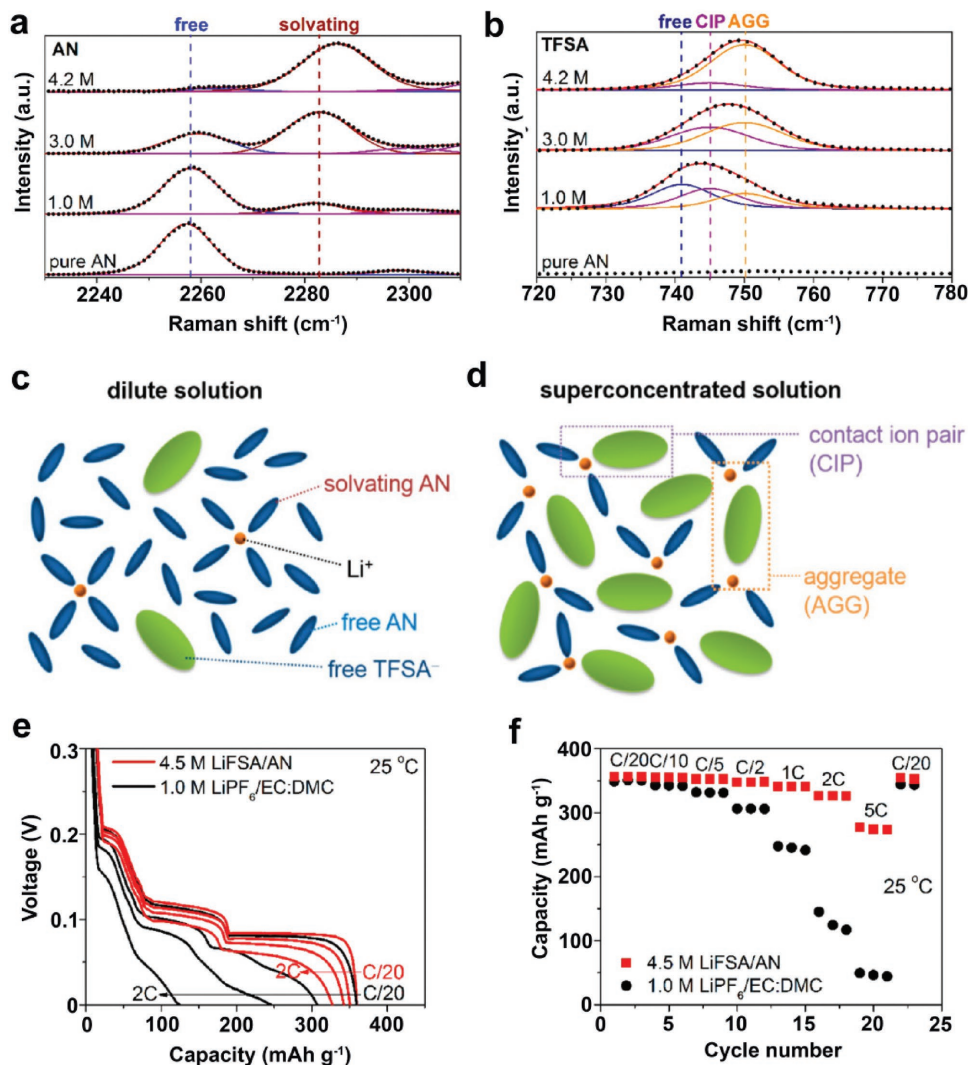 a
free
solvating
AN
4.2 M
3.0 M
1.0 M
pure AN
Intensity (a.u.)
2240 2260 2280 2300
Raman shift (cm⁻¹)
b
free CIP AGG
TFSA
4.2 M
3.0 M
1.0 M
pure AN
Intensity (a.u.)
720 730 740 750 760 770 780
Raman shift (cm⁻¹)
c
dilute solution
solvating AN
Li⁺
free AN
free TFSA⁻
d
superconcentrated solution
contact ion pair
(CIP)
aggregate
(AGG)
e
0.3
0.2
0.1
0.0
Voltage (V)
4.5 M LiFSA/AN
1.0 M LiPF₆/EC:DMC
25 °C
2C C/20
2C C/20
0 100 200 300 400
Capacity (mAh g⁻¹)
f
400
350
300
150
0
Capacity (mAh g⁻¹)
C/20 C/10
C/5
C/2
1C
2C
5C
C/20
25 °C
4.5 M LiFSA/AN
1.0 M LiPF₆/EC:DMC
0 5 10 15 20 25
Cycle number